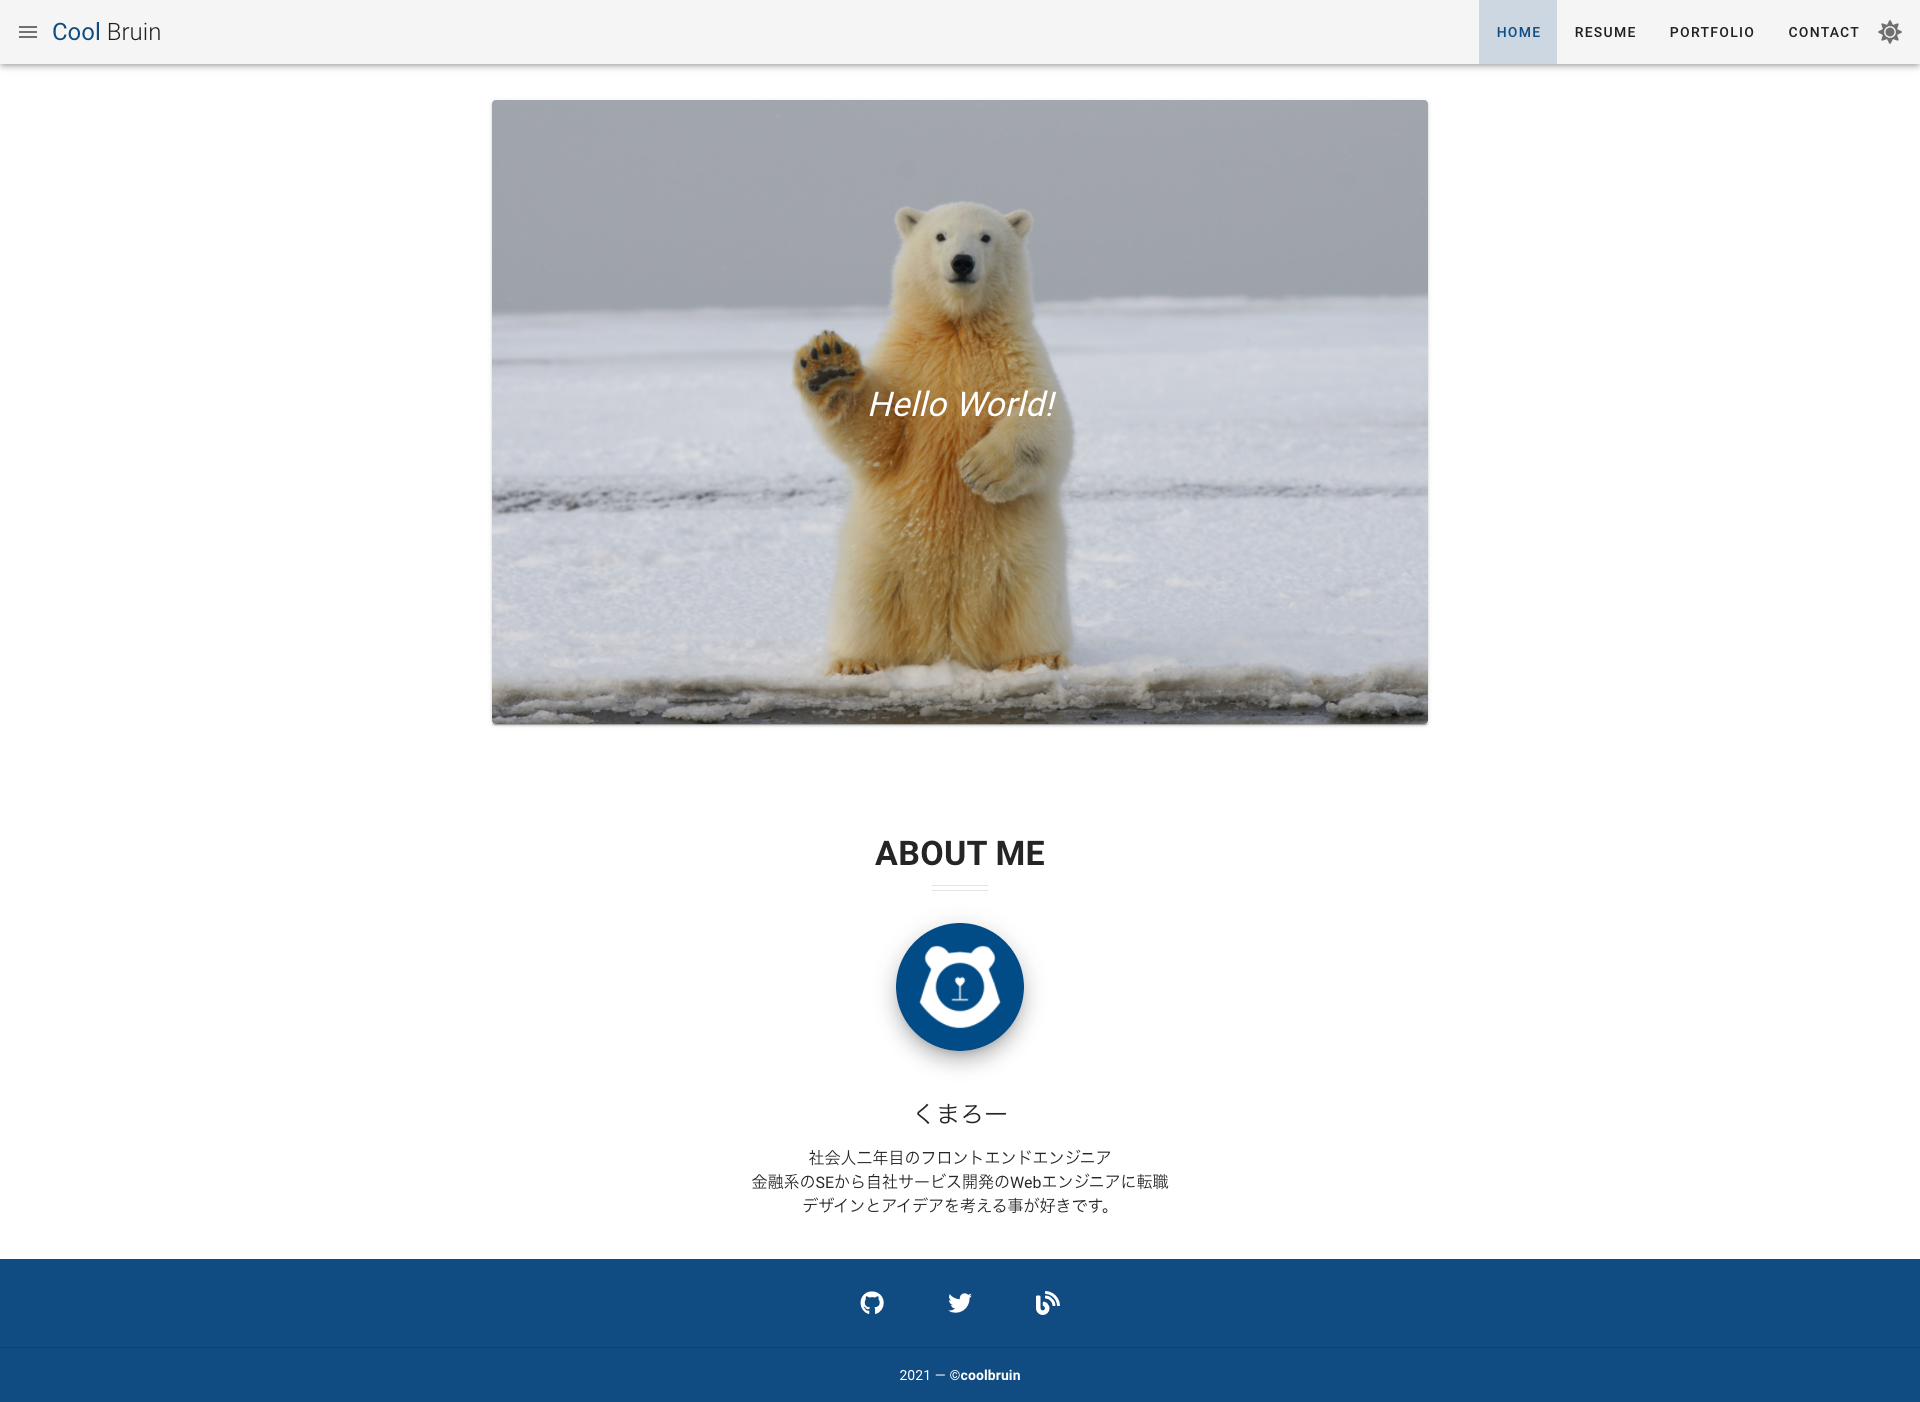 Cool Bruin
HOME
RESUME
PORTFOLIO
CONTACT
Hello World!
ABOUT ME
くまろー
社会人二年目のフロントエンドエンジニア
金融系のSEから自社サービス開発のWebエンジニアに転職
デザインとアイデアを考える事が好きです。
2021 — ©coolbruin